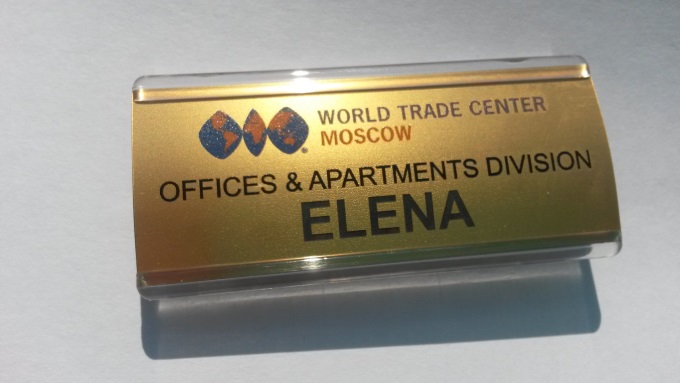 WORLD TRADE CENTER
MOSCOW
OFFICES & APARTMENTS DIVISION
ELENA